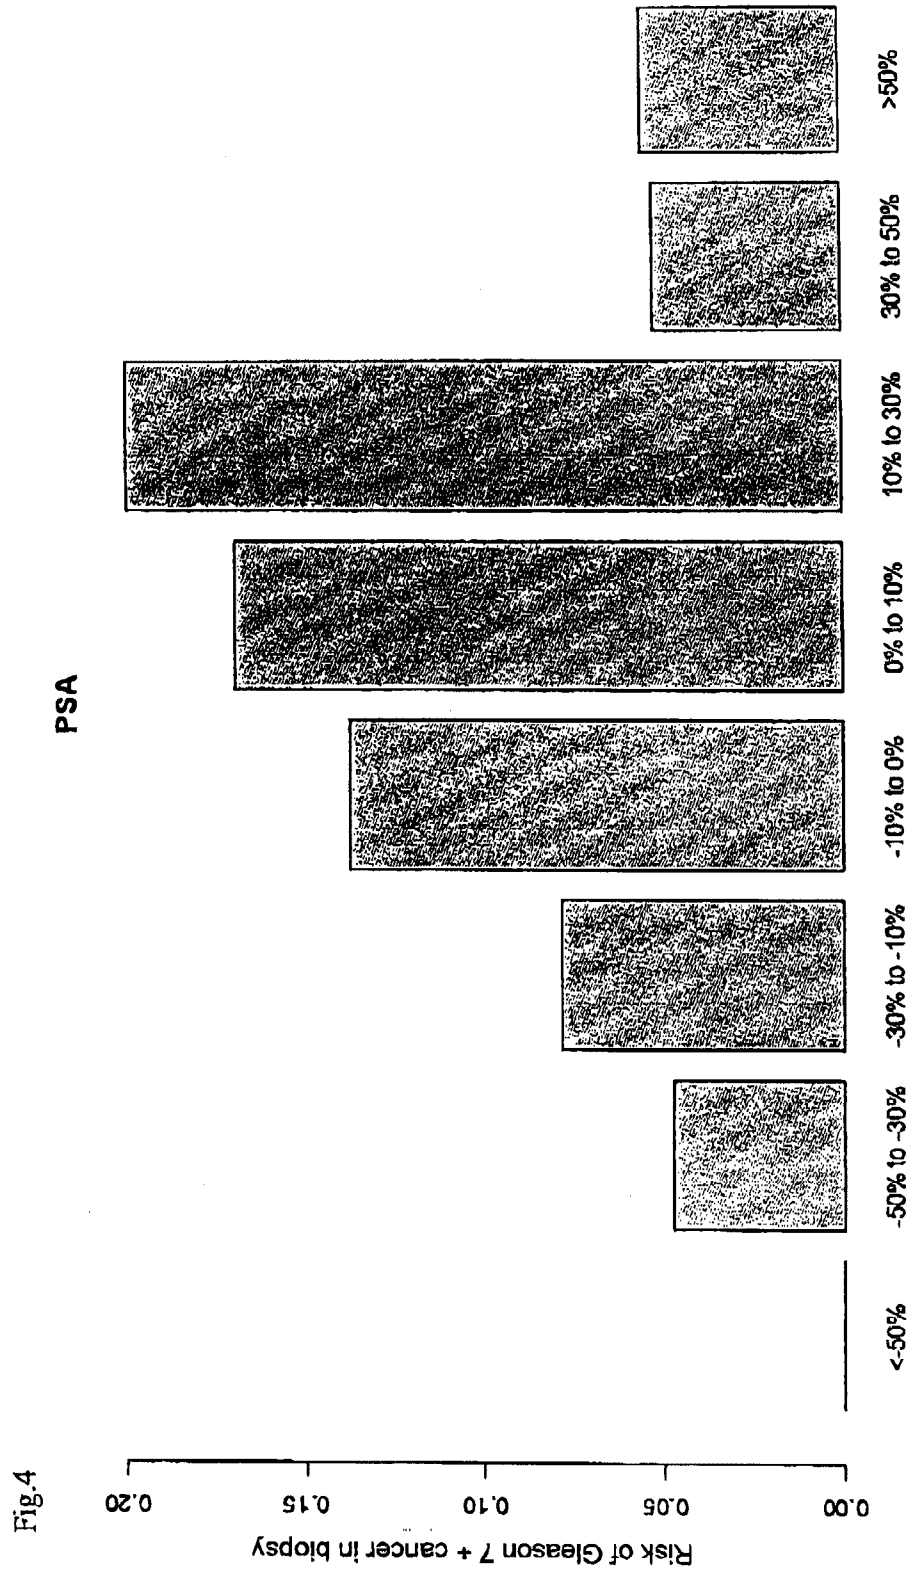 Fig.4
PSA
Risk of Gleason 7 + cancer in biopsy
0.20
0.15
0.10
0.05
0.00
<-50%
-50% to -30%
-30% to -10%
-10% to 0%
0% to 10%
10% to 30%
30% to 50%
>50%